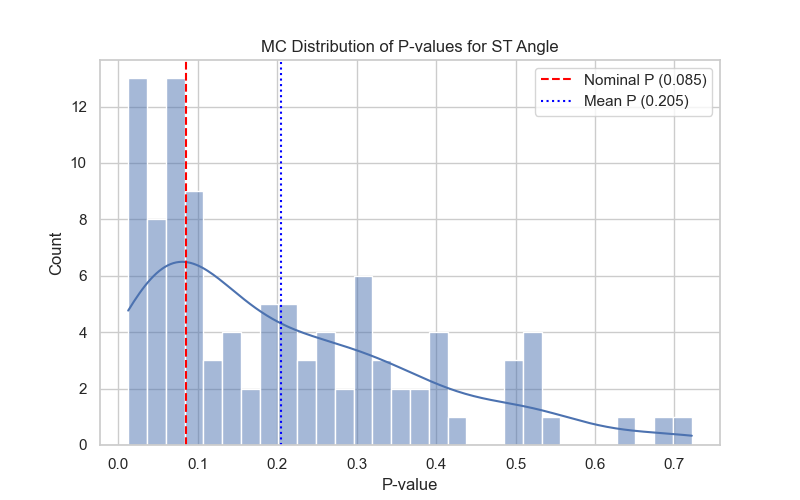 MC Distribution of P-values for ST Angle
Nominal P (0.085)
Mean P (0.205)
Count
12
10
8
6
4
2
0
0.0 0.1 0.2 0.3 0.4 0.5 0.6 0.7
P-value